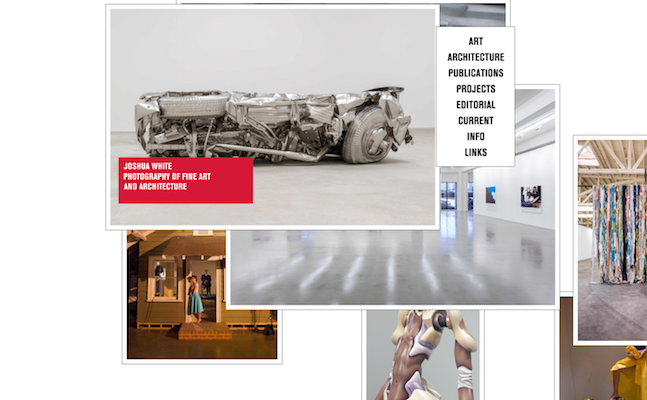 ART
ARCHITECTURE
PUBLICATIONS
PROJECTS
EDITORIAL
CURRENT
INFO
LINKS
JOSHUA WHITE
PHOTOGRAPHY OF FINE ART
AND ARCHITECTURE